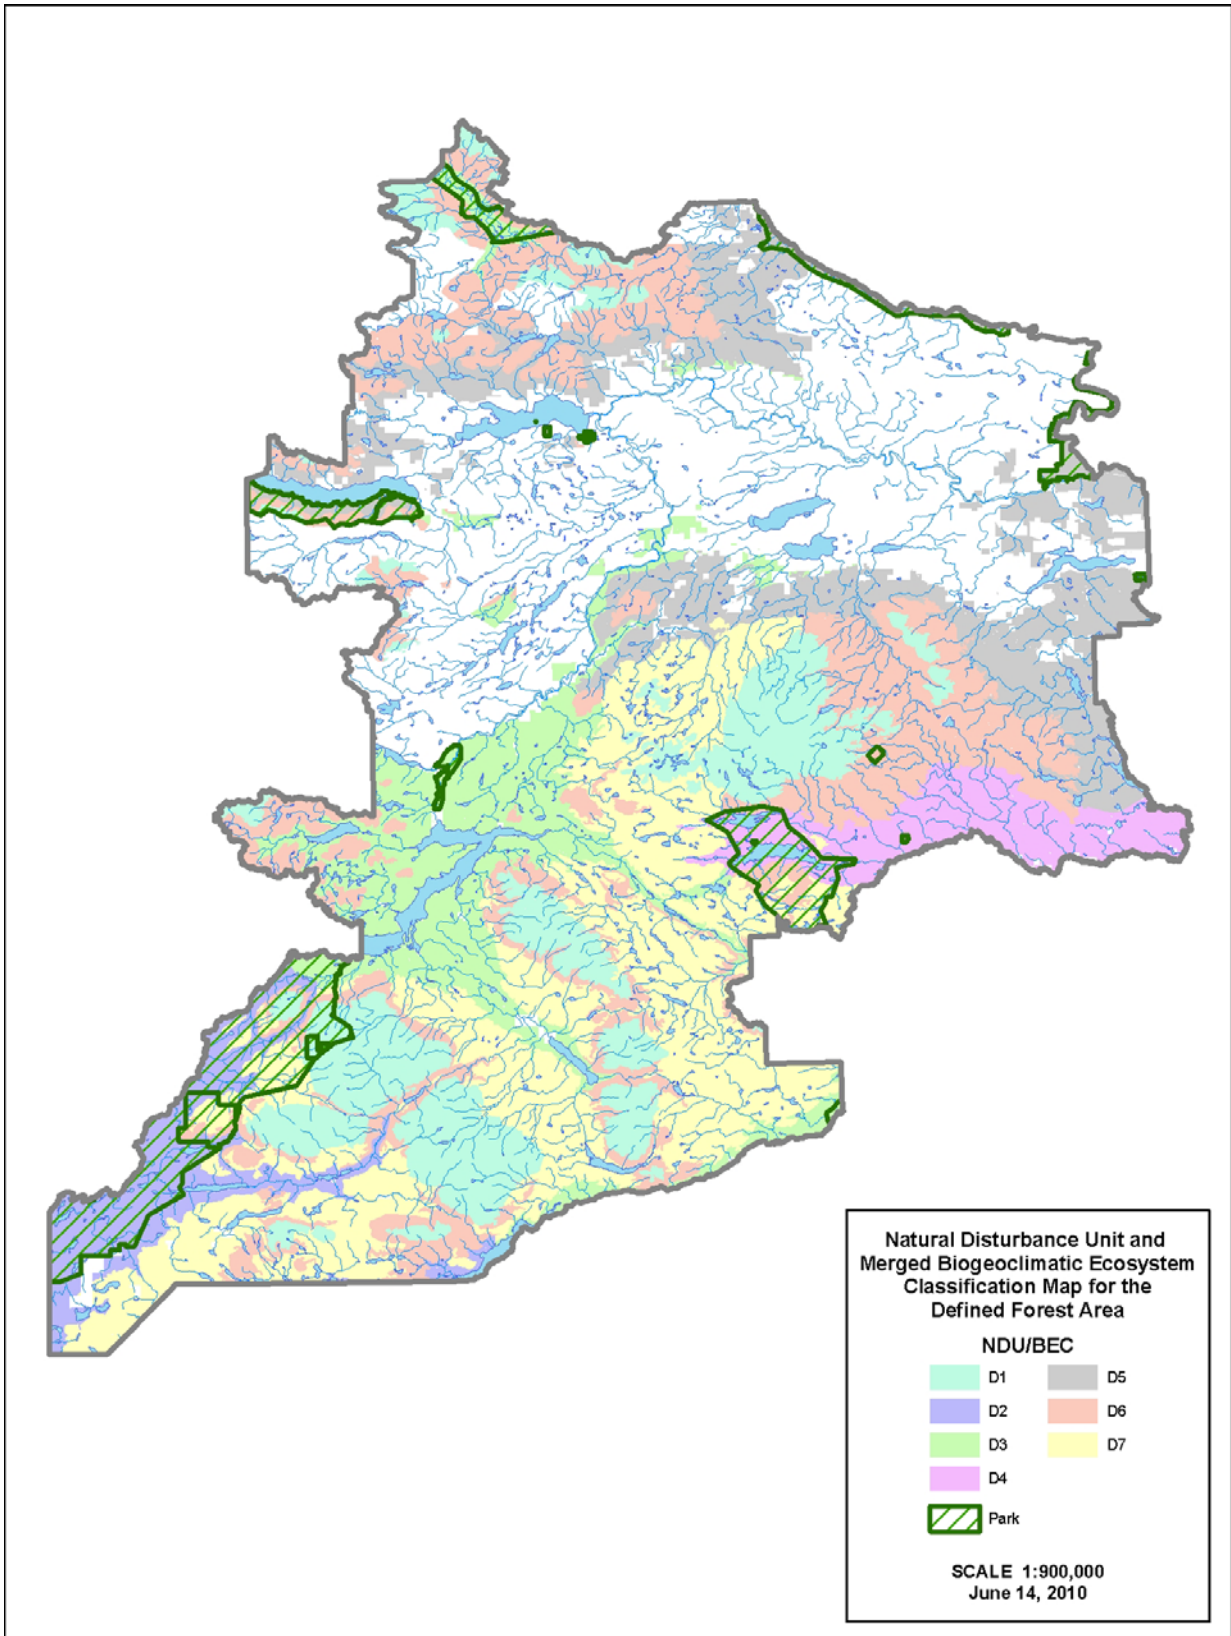 Natural Disturbance Unit and
Merged Biogeoclimatic Ecosystem
Classification Map for the
Defined Forest Area
NDU/BEC
D1
D5
D2
D6
D3
D7
D4
Park
SCALE 1:900,000
June 14, 2010